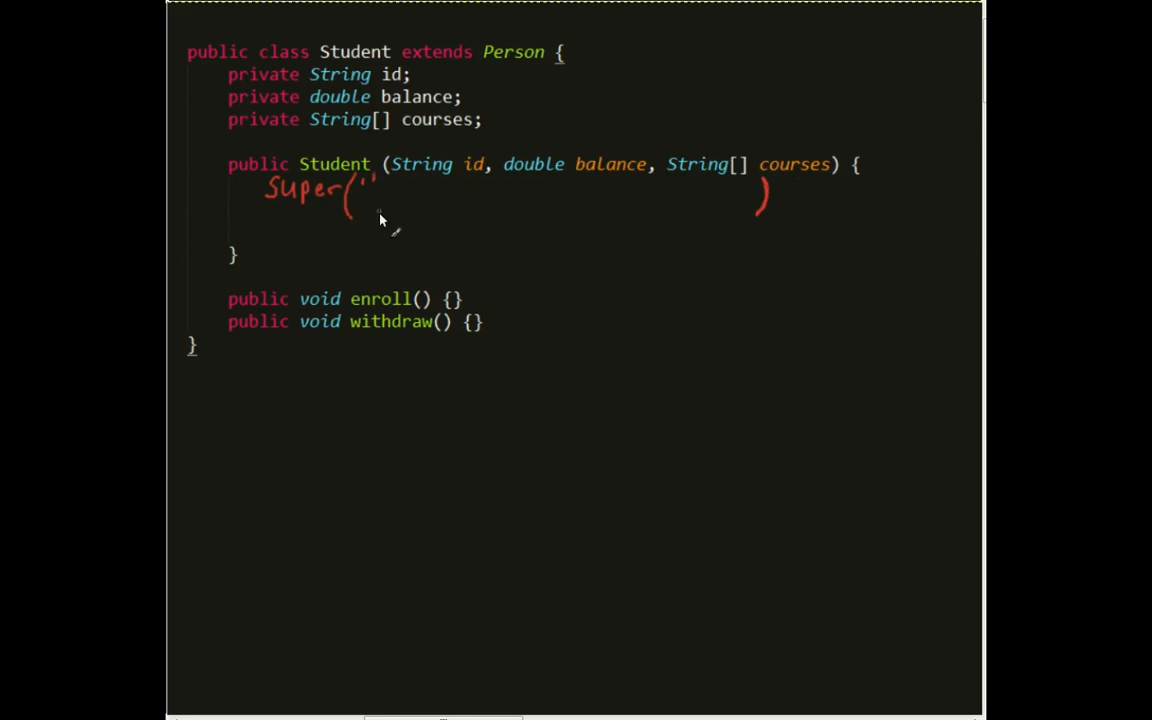 public class Student extends Person {
private String id;
private double balance;
private String[] courses;
public Student (String id, double balance, String[] courses) {
Super(" )
}
public void enroll() {}
public void withdraw() {}
}